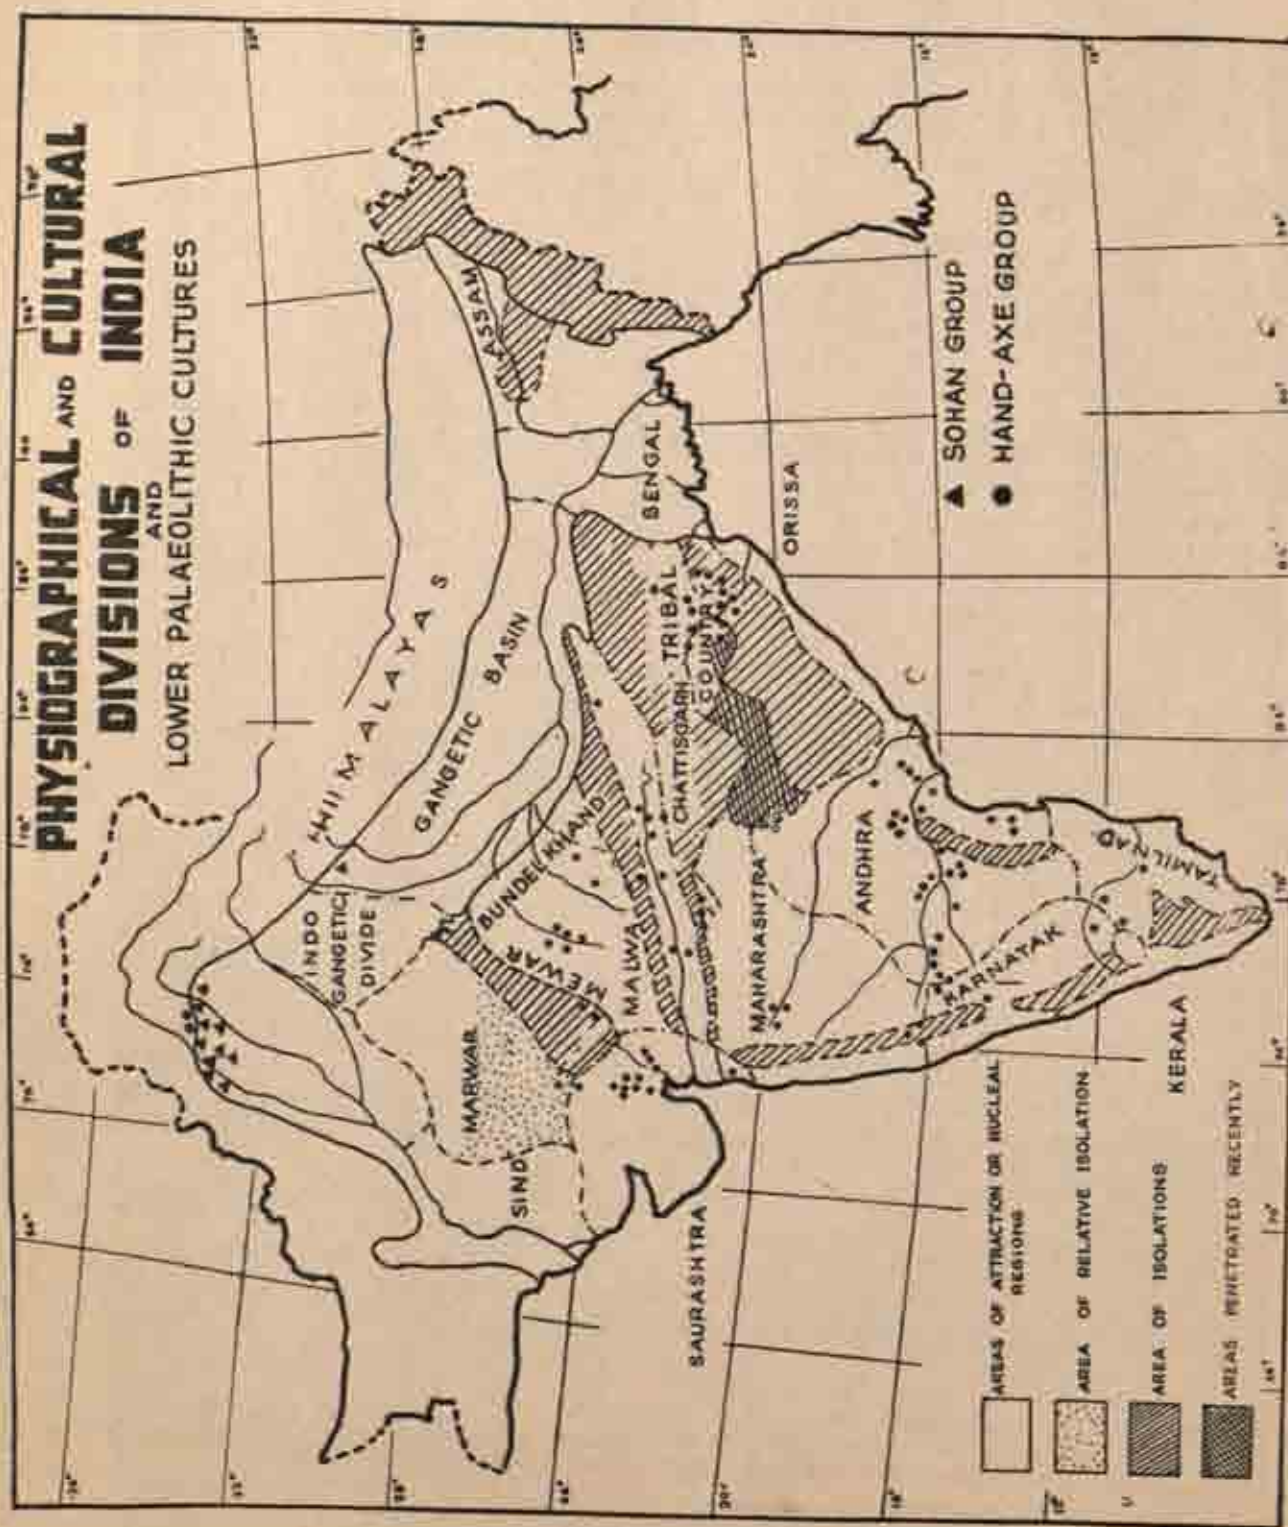 PHYSIOGRAPHICAL AND CULTURAL
DIVISIONS OF INDIA
AND
LOWER PALAEOLITHIC CULTURES
HIMALAYAS
INDO
GANGETIC
DIVIDE
GANGETIC BASIN
ASSAM
BENGAL
MARWAR
SIND
MEWAR
BUNDELKHAND
MALWA
CHATTISGARH - TRIBAL
COUNTRY
ORISSA
SAURASHTRA
MAHARASHTRA
ANDHRA
KARNATAK
TAMILNAD
KERALA
▲ SOHAN GROUP
● HAND-AXE GROUP
AREAS OF ATTRACTION OR NUCLEAL
REGIONS
AREA OF RELATIVE ISOLATION
AREA OF ISOLATIONS
AREAS PENETRATED RECENTLY